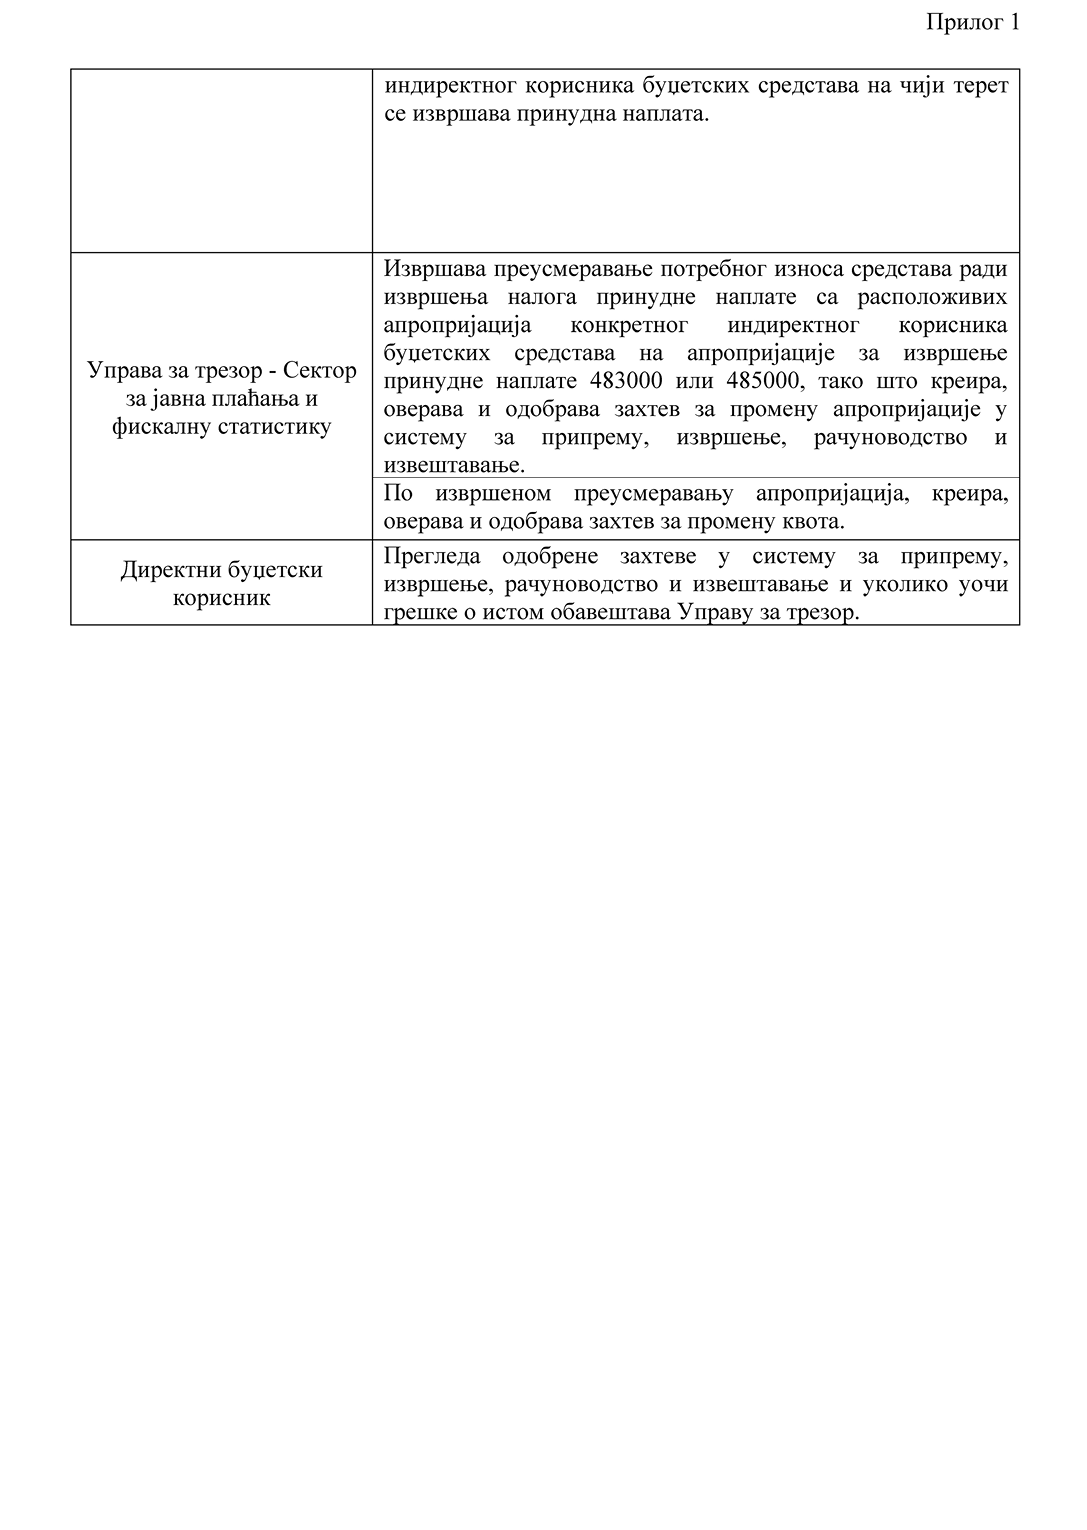 Прилог 1
индиректног корисника буџетских средстава на чији терет
се извршава принудна наплата.
Управа за трезор - Сектор
за јавна плаћања и
фискалну статистику
Извршава преусмеравање потребног износа средстава ради
извршења налога принудне наплате са расположивих
апропријација конкретног индиректног корисника
буџетских средстава на апропријације за извршење
принудне наплате 483000 или 485000, тако што креира,
оверава и одобрава захтев за промену апропријације у
систему за припрему, извршење, рачуноводство и
извештавање.
По извршеном преусмеравању апропријација, креира,
оверава и одобрава захтев за промену квота.
Директни буџетски
корисник
Прегледа одобрене захтеве у систему за припрему,
извршење, рачуноводство и извештавање и уколико уочи
грешке о истом обавештава Управу за трезор.